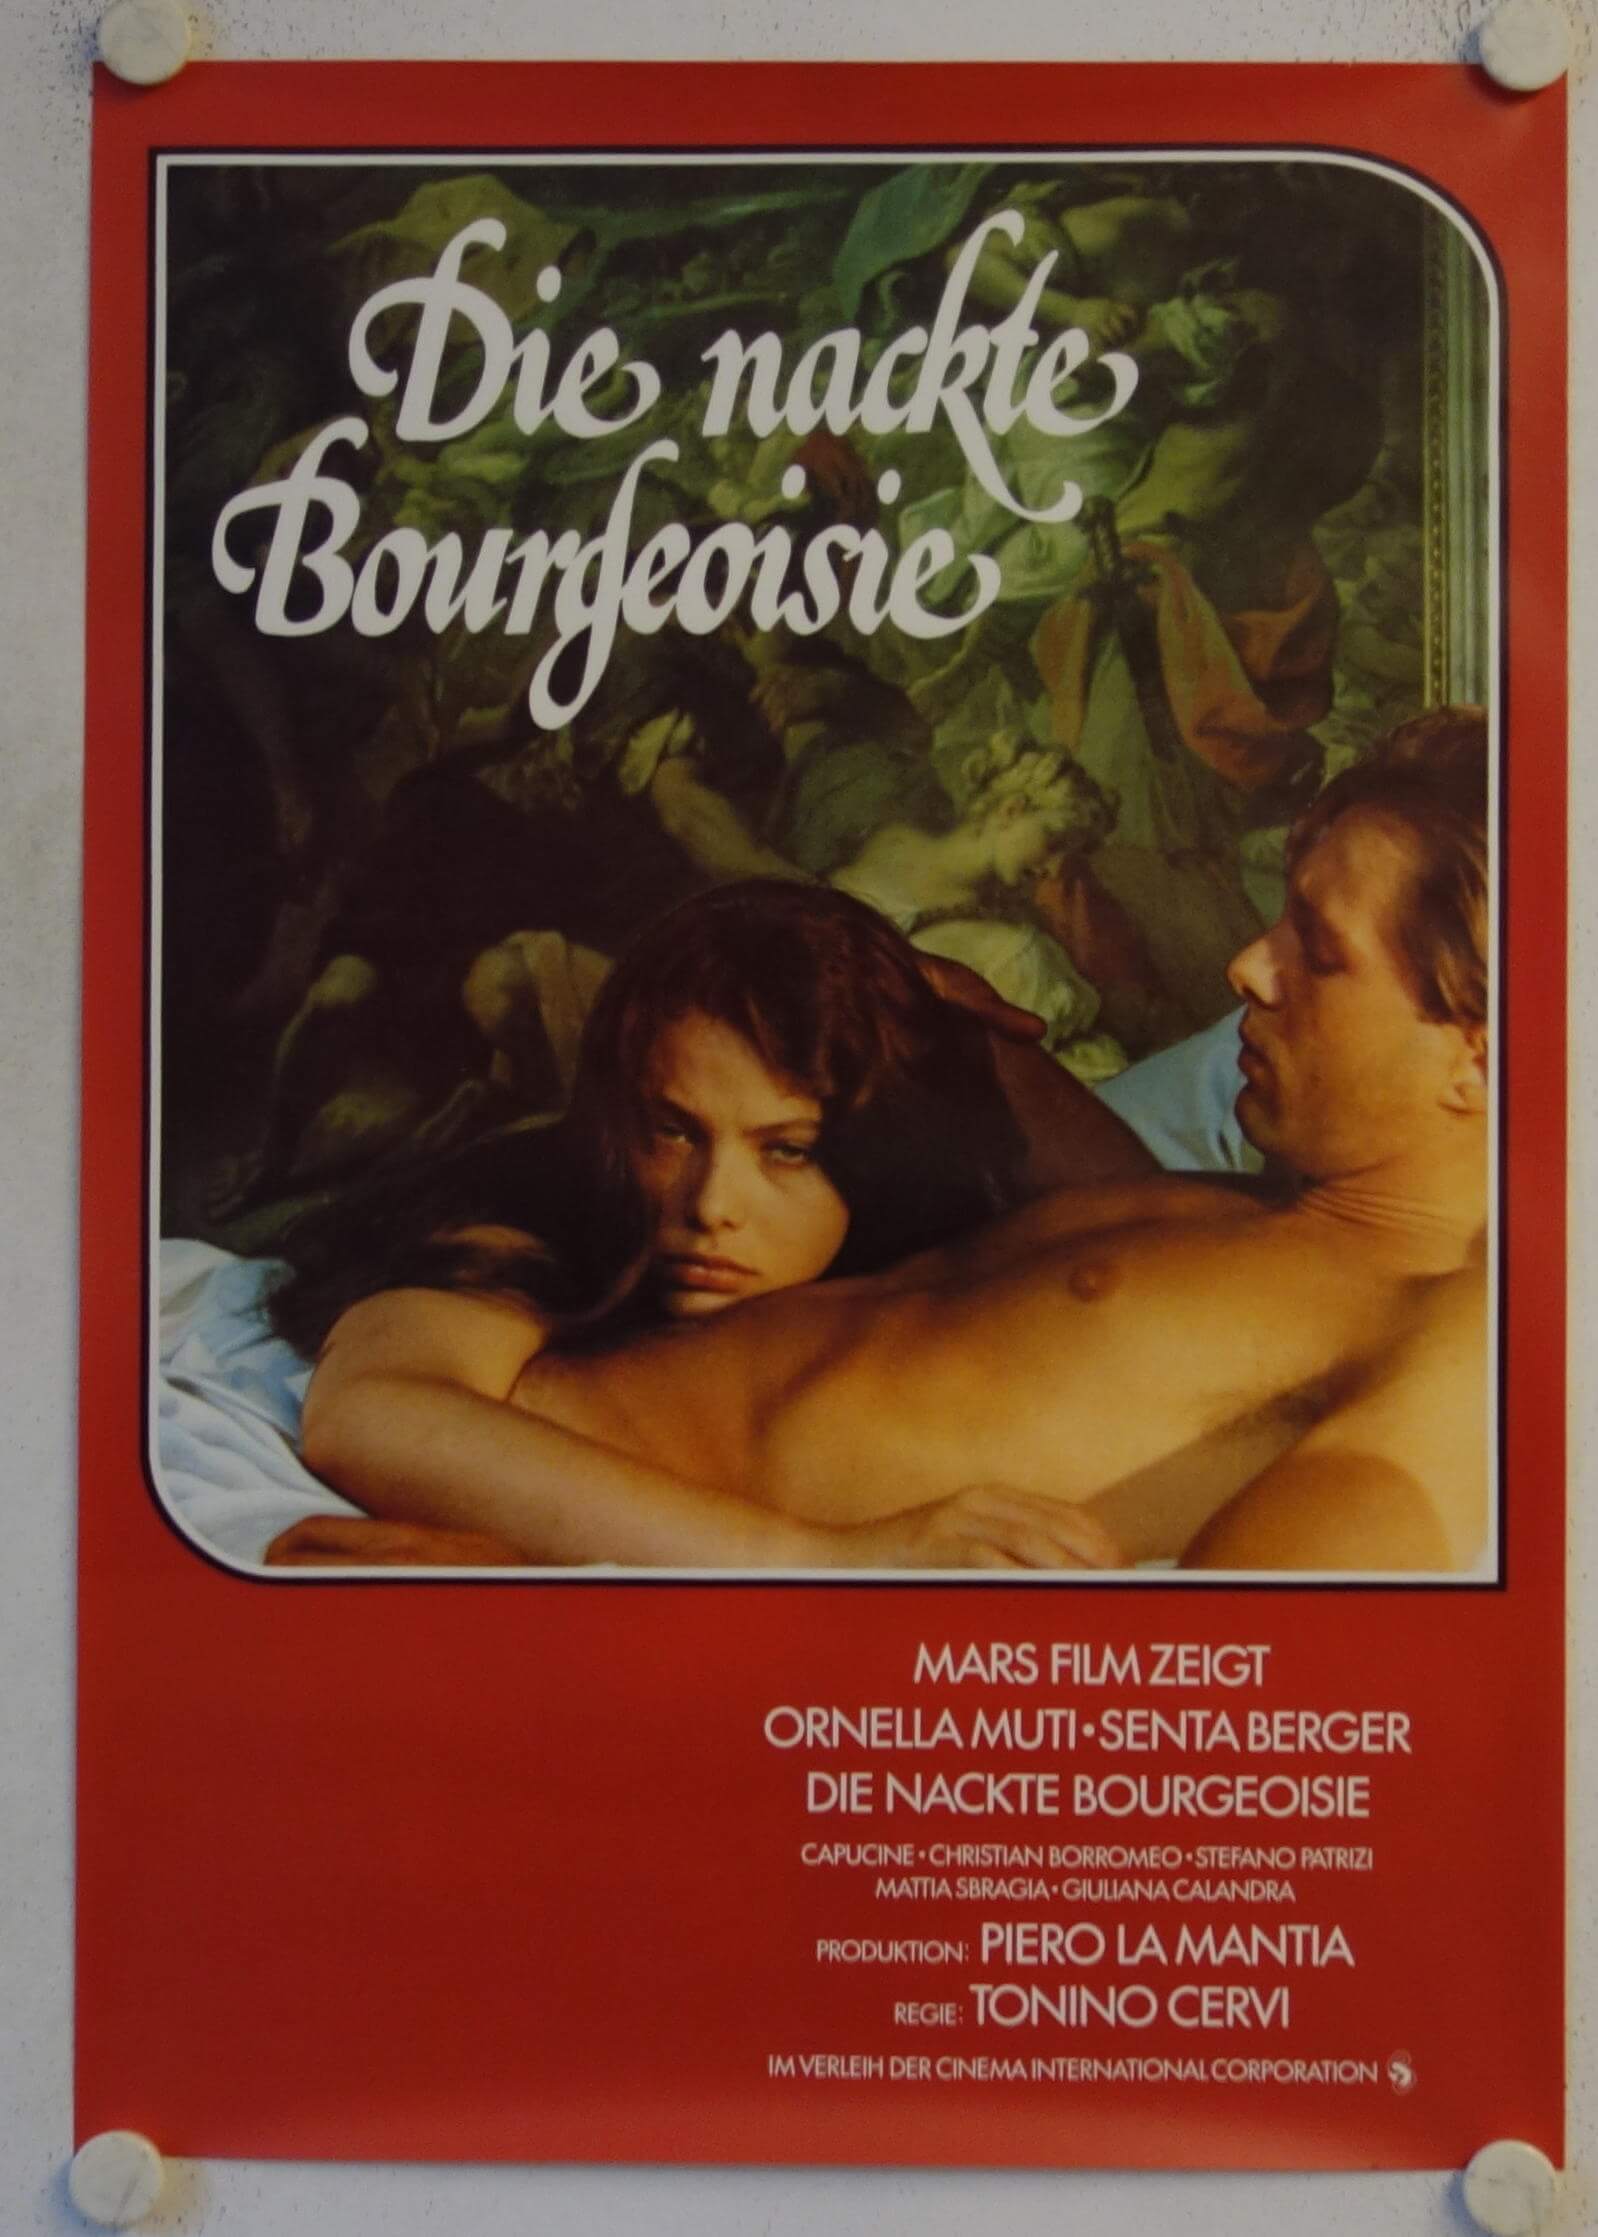 Die nackte
Bourgeoisie
MARS FILM ZEIGT
ORNELLA MUTI • SENTA BERGER
DIE NACKTE BOURGEOISIE
CAPUCINE • CHRISTIAN BORROMEO • STEFANO PATRIZI
MATTIA SBRAGIA • GIULIANA CALANDRA
PRODUKTION: PIERO LA MANTIA
REGIE: TONINO CERVI
IM VERLEIH DER CINEMA INTERNATIONAL CORPORATION